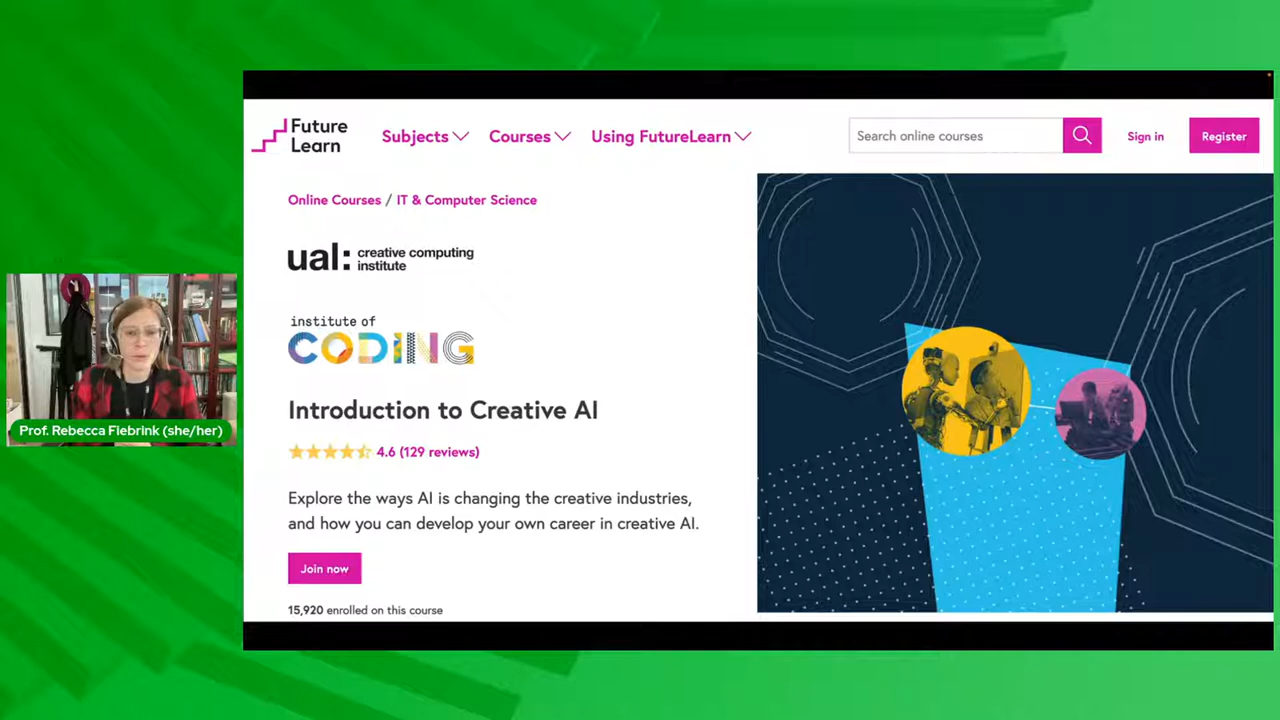 Future
Learn
Subjects
Courses
Using FutureLearn
Search online courses
Sign in
Register
Online Courses / IT & Computer Science
ual: creative computing
institute
institute of
CODING
Introduction to Creative AI
4.6 (129 reviews)
Explore the ways AI is changing the creative industries,
and how you can develop your own career in creative AI.
Join now
15,920 enrolled on this course
Prof. Rebecca Fiebrink (she/her)